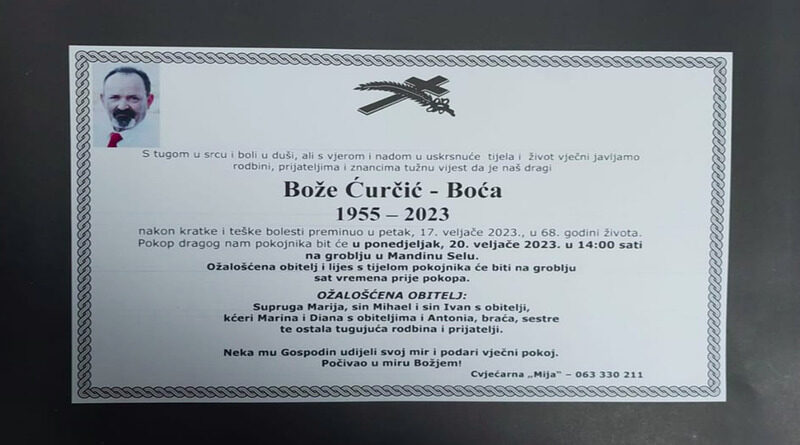 S tugom u srcu i boli u duši, ali s vjerom i nadom u uskrsnuće tijela i život vječni javljamo
rodbini, prijateljima i znancima tužnu vijest da je naš dragi
Bože Ćurčić - Boća
1955 – 2023
nakon kratke i teške bolesti preminuo u petak, 17. veljače 2023., u 68. godini života.
Pokop dragog nam pokojnika bit će u ponedjeljak, 20. veljače 2023. u 14:00 sati
na groblju u Mandinu Selu.
Ožalošćena obitelj i lijes s tijelom pokojnika će biti na groblju
sat vremena prije pokopa.
OŽALOŠĆENA OBITELJ:
Supruga Marija, sin Mihael i sin Ivan s obitelji,
kćeri Marina i Diana s obiteljima i Antonia, braća, sestre
te ostala tugujuća rodbina i prijatelji.
Neka mu Gospodin udijeli svoj mir i podari vječni pokoj.
Počivao u miru Božjem!
Cvjećarna „Mija" – 063 330 211